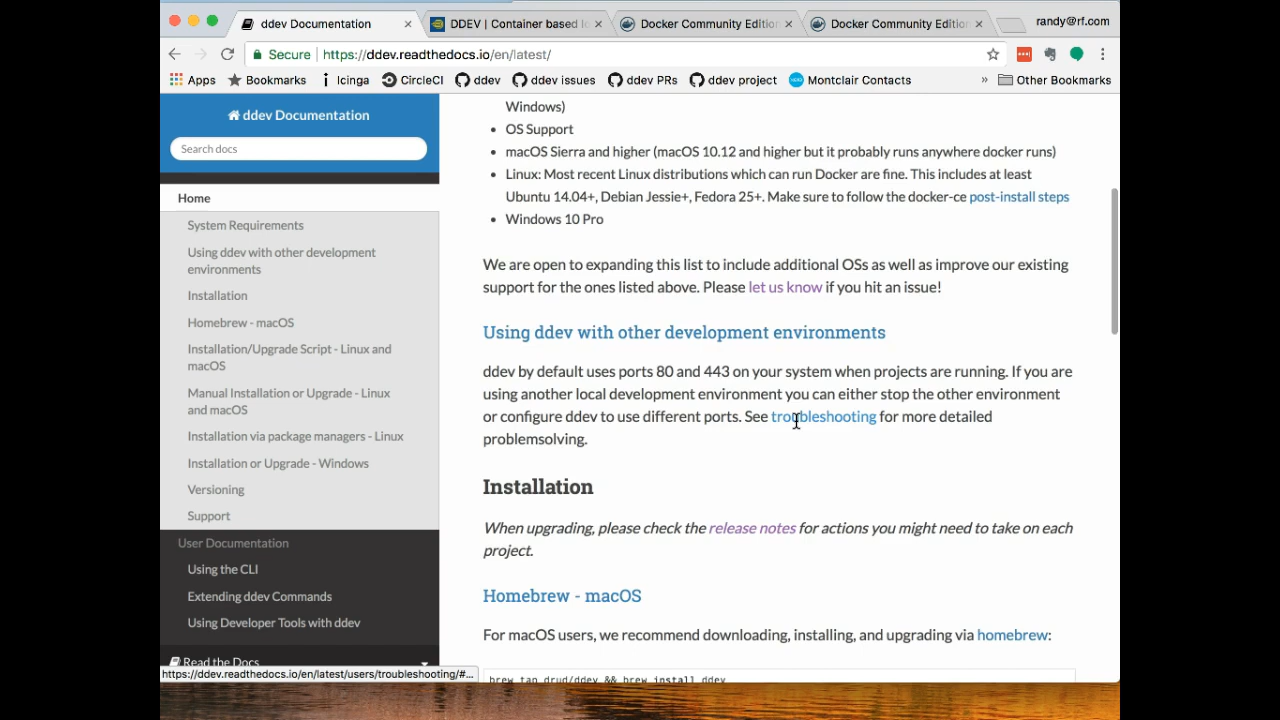 ddev Documentation
DDEV | Container based
Docker Community Edition
Docker Community Edition
randy@rf.com
Secure
https://ddev.readthedocs.io/en/latest/
Apps
Bookmarks
Icinga
CircleCI
ddev
ddev issues
ddev PRs
ddev project
Montclair Contacts
»
Other Bookmarks
ddev Documentation
Search docs
Home
System Requirements
Using ddev with other development
environments
Installation
Homebrew - macOS
Installation/Upgrade Script - Linux and
macOS
Manual Installation or Upgrade - Linux
and macOS
Installation via package managers - Linux
Installation or Upgrade - Windows
Versioning
Support
User Documentation
Using the CLI
Extending ddev Commands
Using Developer Tools with ddev
Read the Docs
https://ddev.readthedocs.io/en/latest/users/troubleshooting/#...
Windows)
• OS Support
• macOS Sierra and higher (macOS 10.12 and higher but it probably runs anywhere docker runs)
• Linux: Most recent Linux distributions which can run Docker are fine. This includes at least
Ubuntu 14.04+, Debian Jessie+, Fedora 25+. Make sure to follow the docker-ce post-install steps
• Windows 10 Pro
We are open to expanding this list to include additional OSs as well as improve our existing
support for the ones listed above. Please let us know if you hit an issue!
Using ddev with other development environments
ddev by default uses ports 80 and 443 on your system when projects are running. If you are
using another local development environment you can either stop the other environment
or configure ddev to use different ports. See troubleshooting for more detailed
problemsolving.
Installation
When upgrading, please check the release notes for actions you might need to take on each
project.
Homebrew - macOS
For macOS users, we recommend downloading, installing, and upgrading via homebrew:
brew tap drud/ddev && brew install ddev